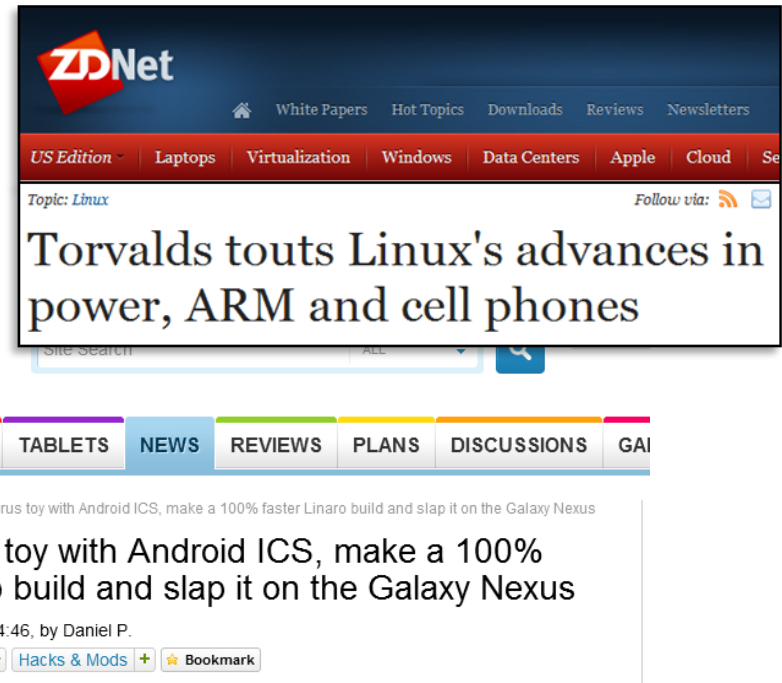 ZDNet
White Papers Hot Topics Downloads Reviews Newsletters
US Edition Laptops Virtualization Windows Data Centers Apple Cloud Se
Topic: Linux Follow via:
Torvalds touts Linux's advances in
power, ARM and cell phones
Site Search ALL
TABLETS NEWS REVIEWS PLANS DISCUSSIONS GAL
rus toy with Android ICS, make a 100% faster Linaro build and slap it on the Galaxy Nexus
toy with Android ICS, make a 100%
build and slap it on the Galaxy Nexus
4:46, by Daniel P.
Hacks & Mods + Bookmark